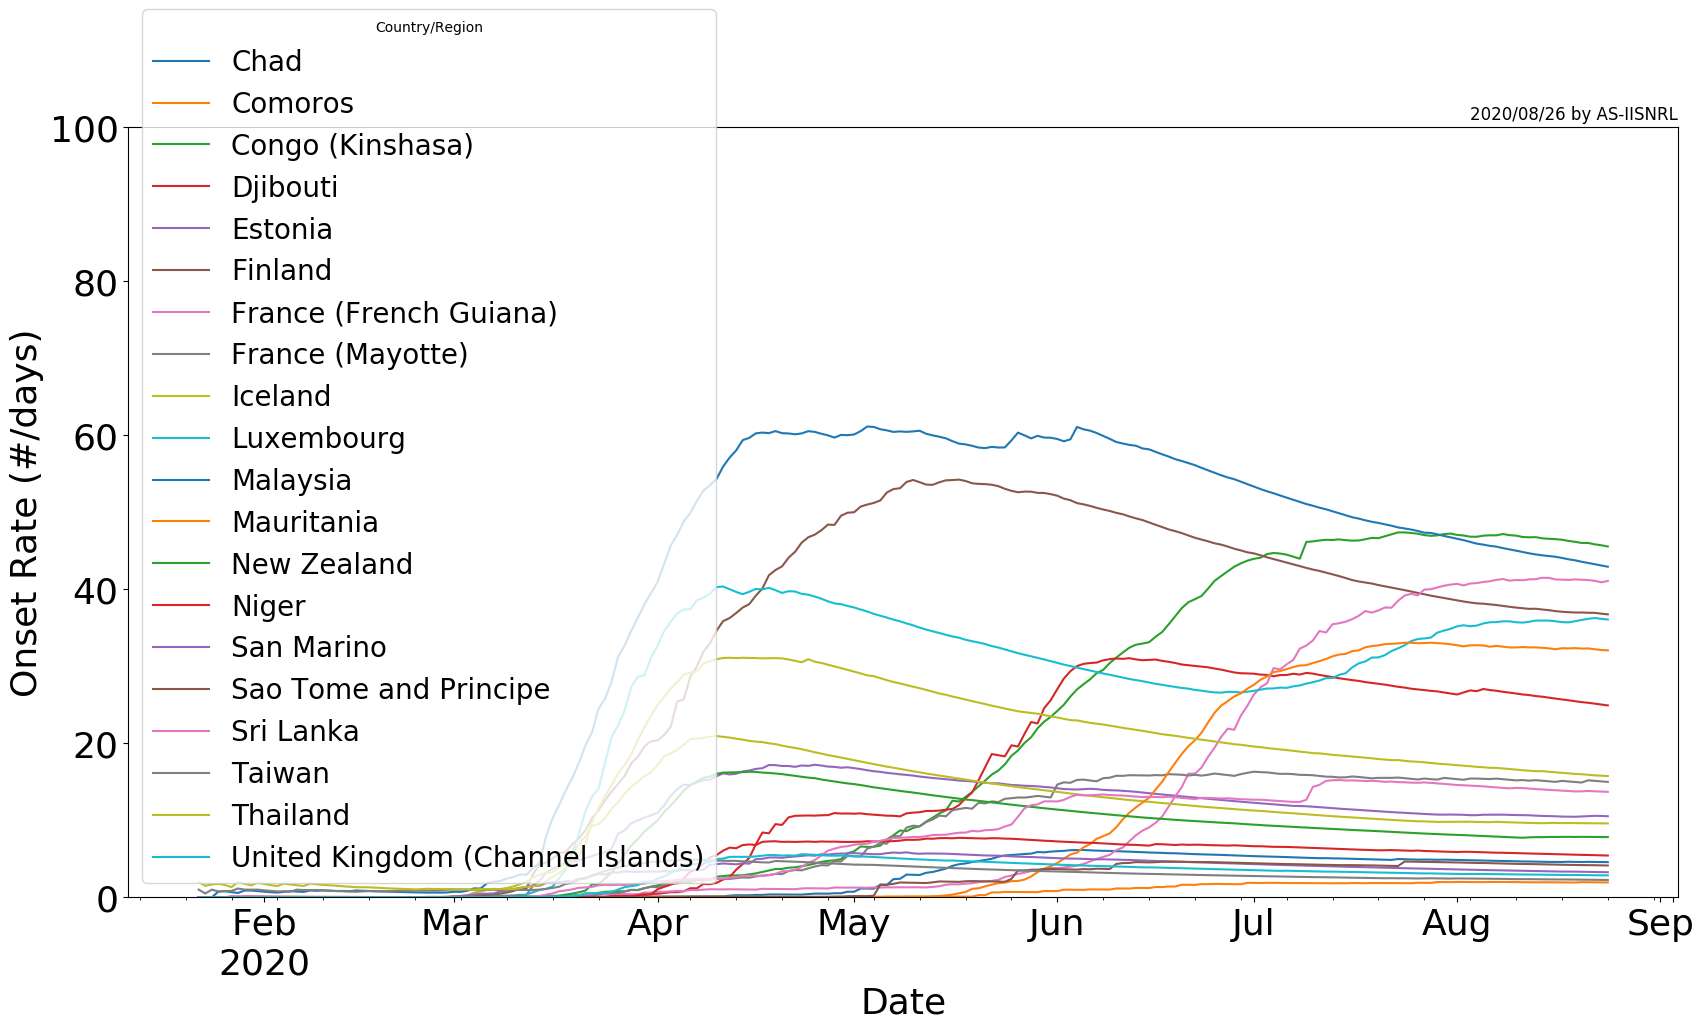 Country/Region
Chad
Comoros
Congo (Kinshasa)
Djibouti
Estonia
Finland
France (French Guiana)
France (Mayotte)
Iceland
Luxembourg
Malaysia
Mauritania
New Zealand
Niger
San Marino
Sao Tome and Principe
Sri Lanka
Taiwan
Thailand
United Kingdom (Channel Islands)
2020/08/26 by AS-IISNRL
100
80
60
40
20
0
Onset Rate (#/days)
Feb Mar Apr May Jun Jul Aug Sep
2020
Date